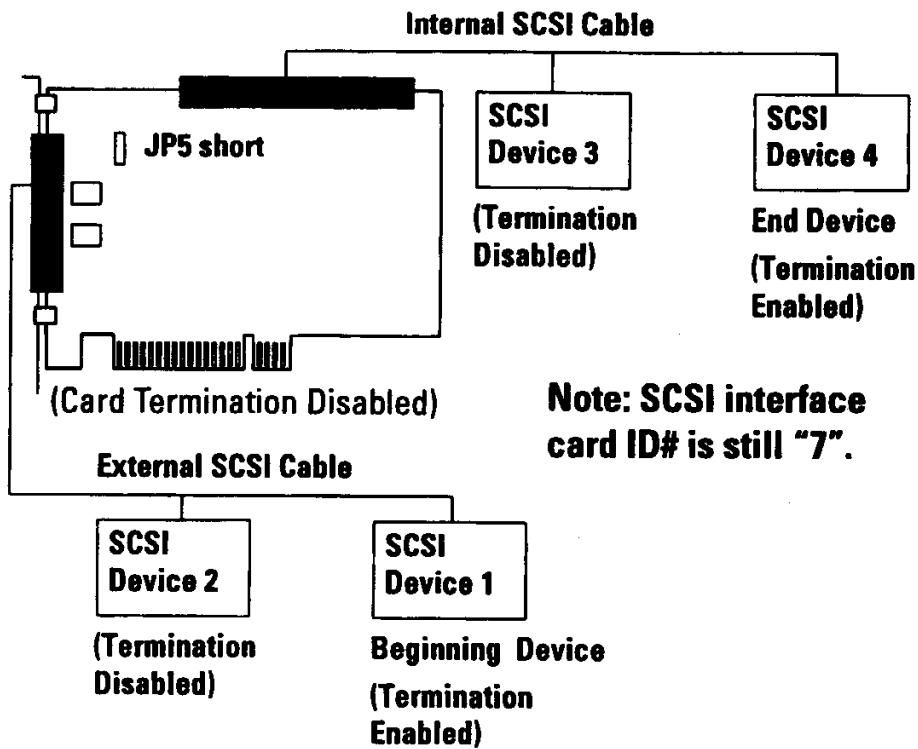 Internal SCSI Cable
JP5 short
SCSI
Device 3
(Termination
Disabled)
SCSI
Device 4
End Device
(Termination
Enabled)
(Card Termination Disabled)
Note: SCSI interface
card ID# is still “7”.
External SCSI Cable
SCSI
Device 2
(Termination
Disabled)
SCSI
Device 1
Beginning Device
(Termination
Enabled)